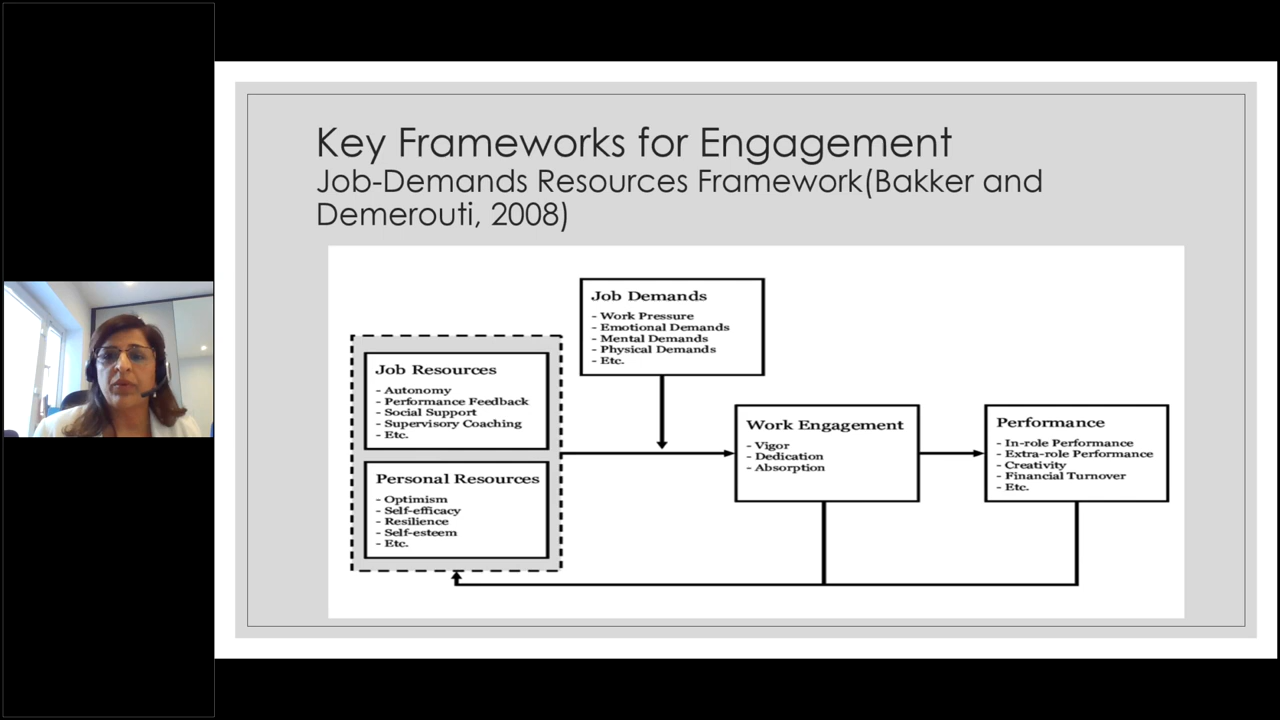 Key Frameworks for Engagement
Job-Demands Resources Framework(Bakker and
Demerouti, 2008)
Job Demands
- Work Pressure
- Emotional Demands
- Mental Demands
- Physical Demands
- Etc.
Job Resources
- Autonomy
- Performance Feedback
- Social Support
- Supervisory Coaching
- Etc.
Personal Resources
- Optimism
- Self-efficacy
- Resilience
- Self-esteem
- Etc.
Work Engagement
- Vigor
- Dedication
- Absorption
Performance
- In-role Performance
- Extra-role Performance
- Creativity
- Financial Turnover
- Etc.